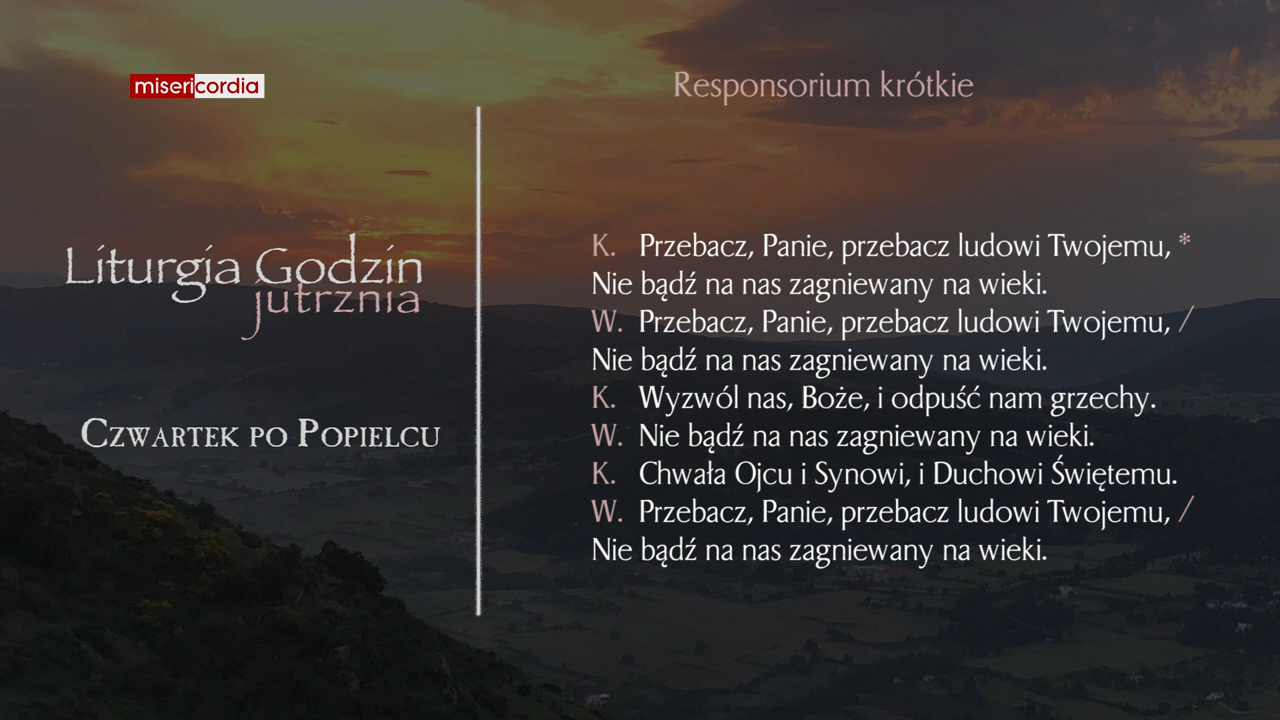 misericordia
Liturgia Godzin
jutrznia
Czwartek po Popielcu
Responsorium krótkie
K. Przebacz, Panie, przebacz ludowi Twojemu, *
Nie bądź na nas zagniewany na wieki.
W. Przebacz, Panie, przebacz ludowi Twojemu, /
Nie bądź na nas zagniewany na wieki.
K. Wyzwól nas, Boże, i odpuść nam grzechy.
W. Nie bądź na nas zagniewany na wieki.
K. Chwała Ojcu i Synowi, i Duchowi Świętemu.
W. Przebacz, Panie, przebacz ludowi Twojemu, /
Nie bądź na nas zagniewany na wieki.